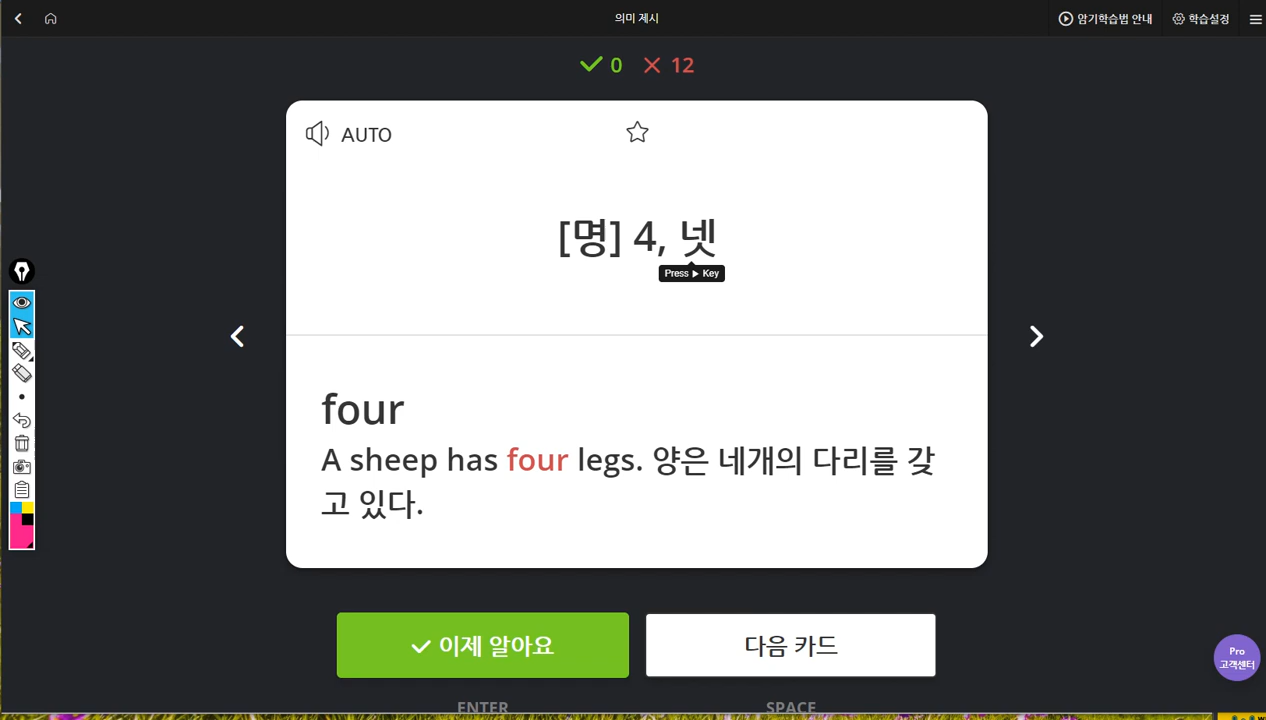 의미 제시
암기학습법 안내
학습설정
0 12
AUTO
[명] 4, 넷
Press ▶ Key
four
A sheep has four legs. 양은 네개의 다리를 갖
고 있다.
이제 알아요
다음 카드
Pro
고객센터
ENTER
SPACE